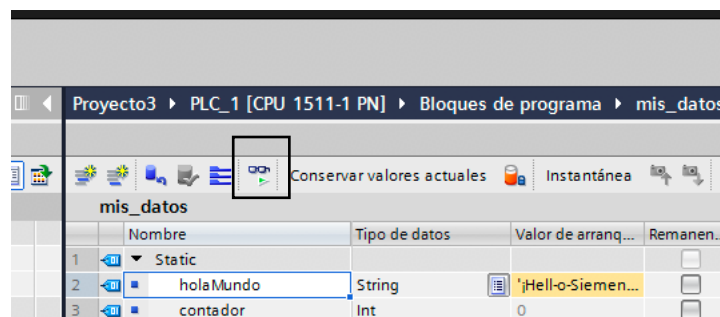 Proyecto3 ▸ PLC_1 [CPU 1511-1 PN] ▸ Bloques de programa ▸ mis_datos
Conservar valores actuales Instantánea
mis_datos
Nombre Tipo de datos Valor de arranq... Remanen...
1 Static
2 holaMundo String '¡Hell-o-Siemen...
3 contador Int 0